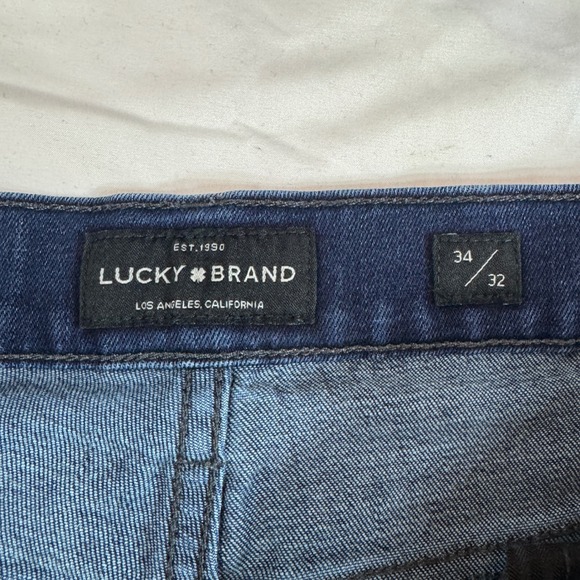 EST. 1990
LUCKY BRAND
LOS ANGELES, CALIFORNIA
34/32